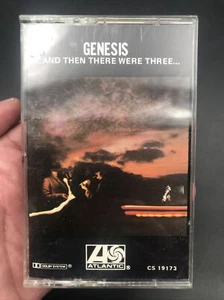 GENESIS
...AND THEN THERE WERE THREE...
DOLBY SYSTEM
ATLANTIC
CS 19173